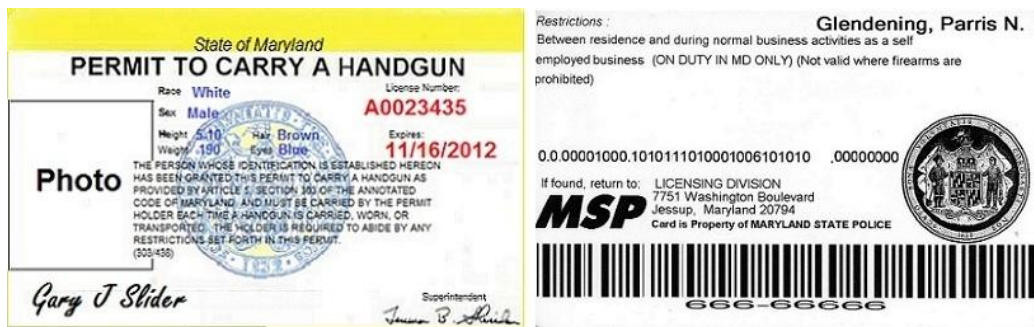 State of Maryland
PERMIT TO CARRY A HANDGUN
Race White
License Number:
A0023435
Sex Male
Height 5-10 Hair Brown
Weight 190 Eyes Blue
Expires:
11/16/2012
Photo
THE PERSON WHOSE IDENTIFICATION IS ESTABLISHED HEREON
HAS BEEN GRANTED THIS PERMIT TO CARRY A HANDGUN AS
PROVIDED BY ARTICLE 5, SECTION 303 OF THE ANNOTATED
CODE OF MARYLAND, AND MUST BE CARRIED BY THE PERMIT
HOLDER EACH TIME A HANDGUN IS CARRIED, WORN, OR
TRANSPORTED. THE HOLDER IS REQUIRED TO ABIDE BY ANY
RESTRICTIONS SET FORTH IN THIS PERMIT.
Gary J Slider
Superintendent
Restrictions :
Glendening, Parris N.
Between residence and during normal business activities as a self
employed business (ON DUTY IN MD ONLY) (Not valid where firearms are
prohibited)
0.0.00001000.1010111010001006101010 .00000000
If found, return to: LICENSING DIVISION
7751 Washington Boulevard
Jessup, Maryland 20794
MSP
Card is Property of MARYLAND STATE POLICE
666-66666